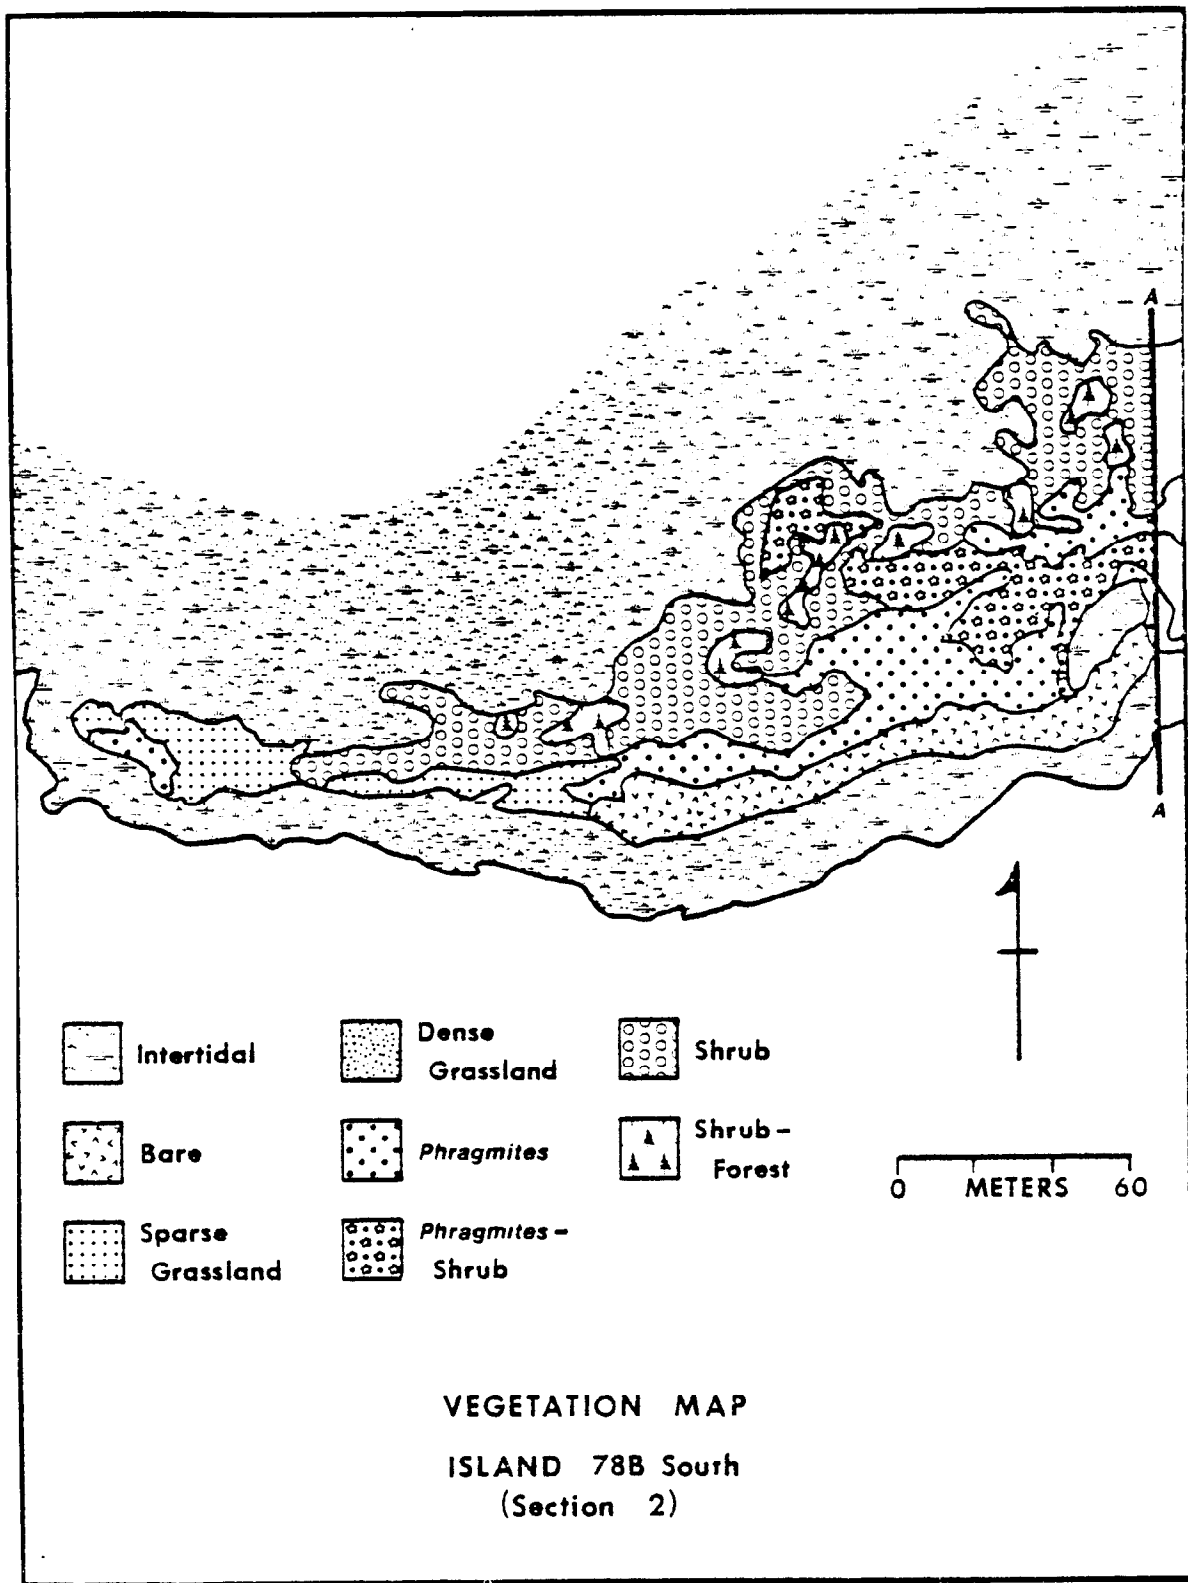 A
A
Intertidal
Dense
Grassland
Shrub
Bare
Phragmites
Shrub-
Forest
Sparse
Grassland
Phragmites-
Shrub
0 METERS 60
VEGETATION MAP
ISLAND 78B South
(Section 2)